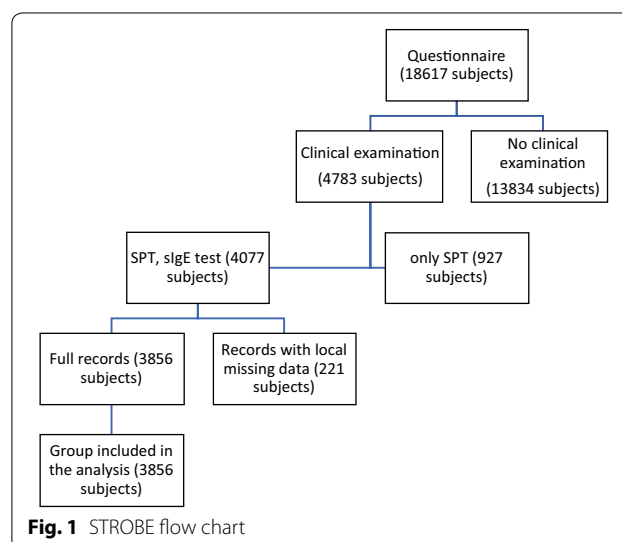 Questionnaire
(18617 subjects)
Clinical examination
(4783 subjects)
No clinical
examination
(13834 subjects)
SPT, sIgE test (4077
subjects)
only SPT (927
subjects)
Full records (3856
subjects)
Records with local
missing data (221
subjects)
Group included in
the analysis (3856
subjects)
Fig. 1 STROBE flow chart